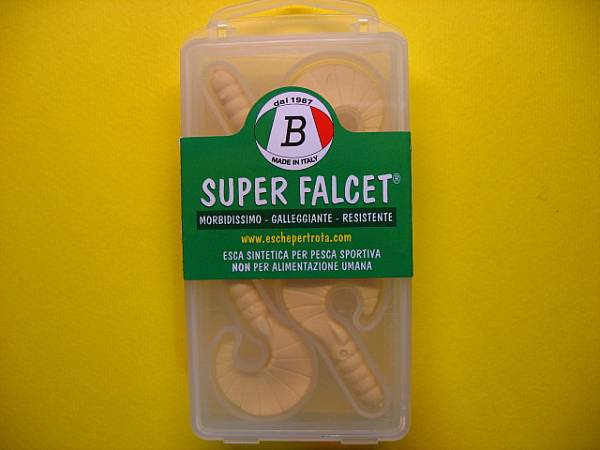 dal 1987
B
MADE IN ITALY
SUPER FALCET®
MORBIDISSIMO - GALLEGGIANTE - RESISTENTE
www.eschepertrota.com
ESCA SINTETICA PER PESCA SPORTIVA
NON PER ALIMENTAZIONE UMANA